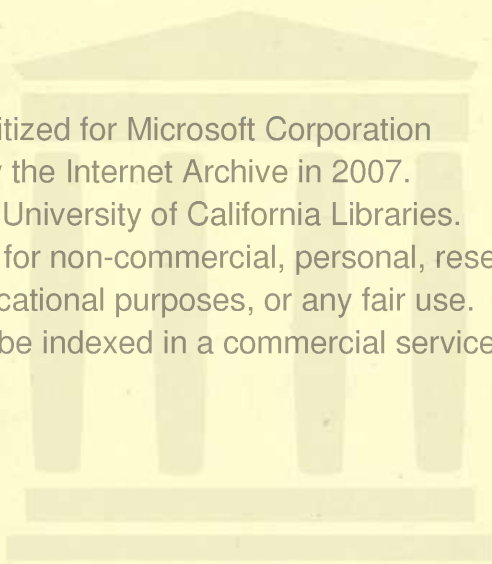 itized for Microsoft Corporation
the Internet Archive in 2007.
University of California Libraries.
for non-commercial, personal, rese
cational purposes, or any fair use.
be indexed in a commercial service